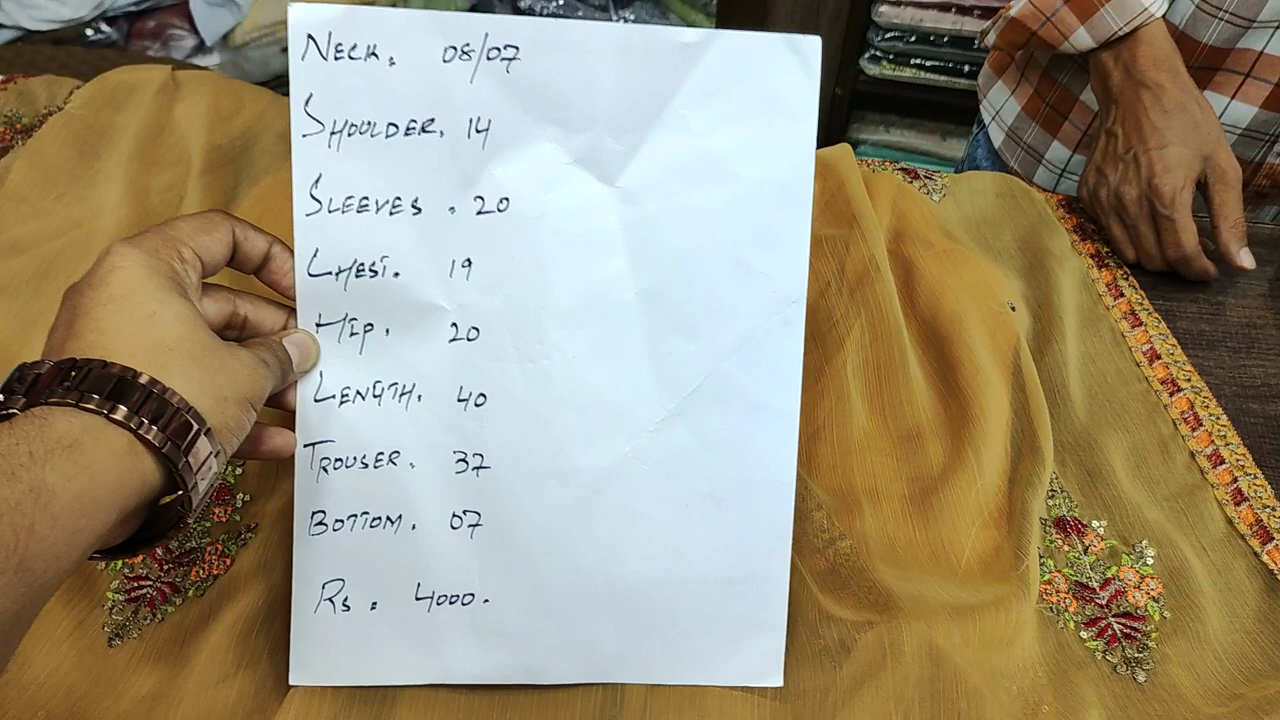 NECK. 08/07
SHOULDER. 14
SLEEVES. 20
CHEST. 19
HIP. 20
LENGTH. 40
TROUSER. 37
BOTTOM. 07
Rs. 4000.